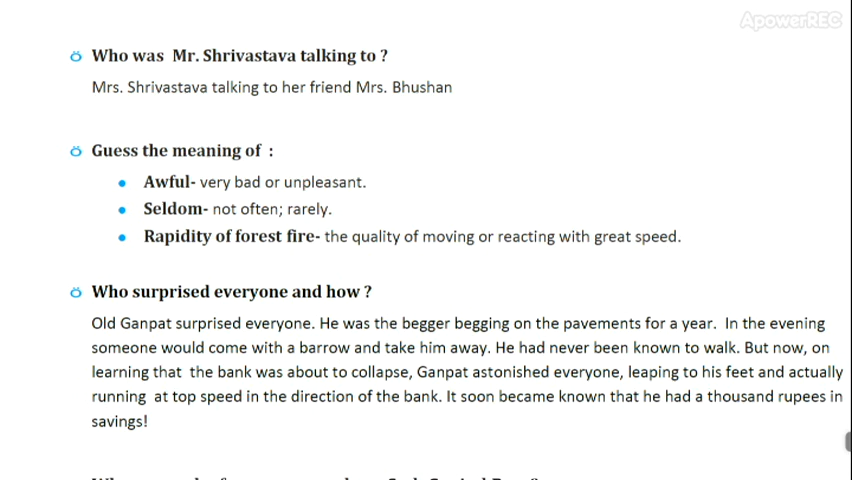 ApowerREC
Who was Mr. Shrivastava talking to ?
Mrs. Shrivastava talking to her friend Mrs. Bhushan
Guess the meaning of :
Awful- very bad or unpleasant.
Seldom- not often; rarely.
Rapidity of forest fire- the quality of moving or reacting with great speed.
Who surprised everyone and how ?
Old Ganpat surprised everyone. He was the begger begging on the pavements for a year. In the evening
someone would come with a barrow and take him away. He had never been known to walk. But now, on
learning that the bank was about to collapse, Ganpat astonished everyone, leaping to his feet and actually
running at top speed in the direction of the bank. It soon became known that he had a thousand rupees in
savings!